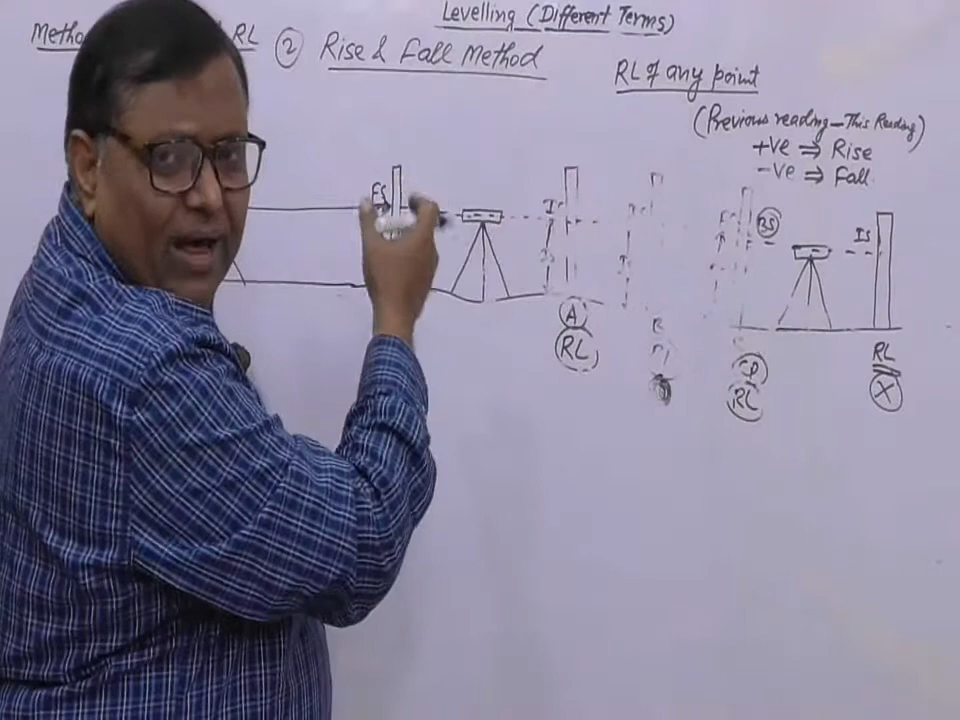 Levelling (Different Terms)
RL ② Rise & Fall Method
RL of any point
(Previous reading – This Reading)
+ve ⇒ Rise
-ve ⇒ Fall
FS
BS
IS
A
RL
CP
RL
RL
X